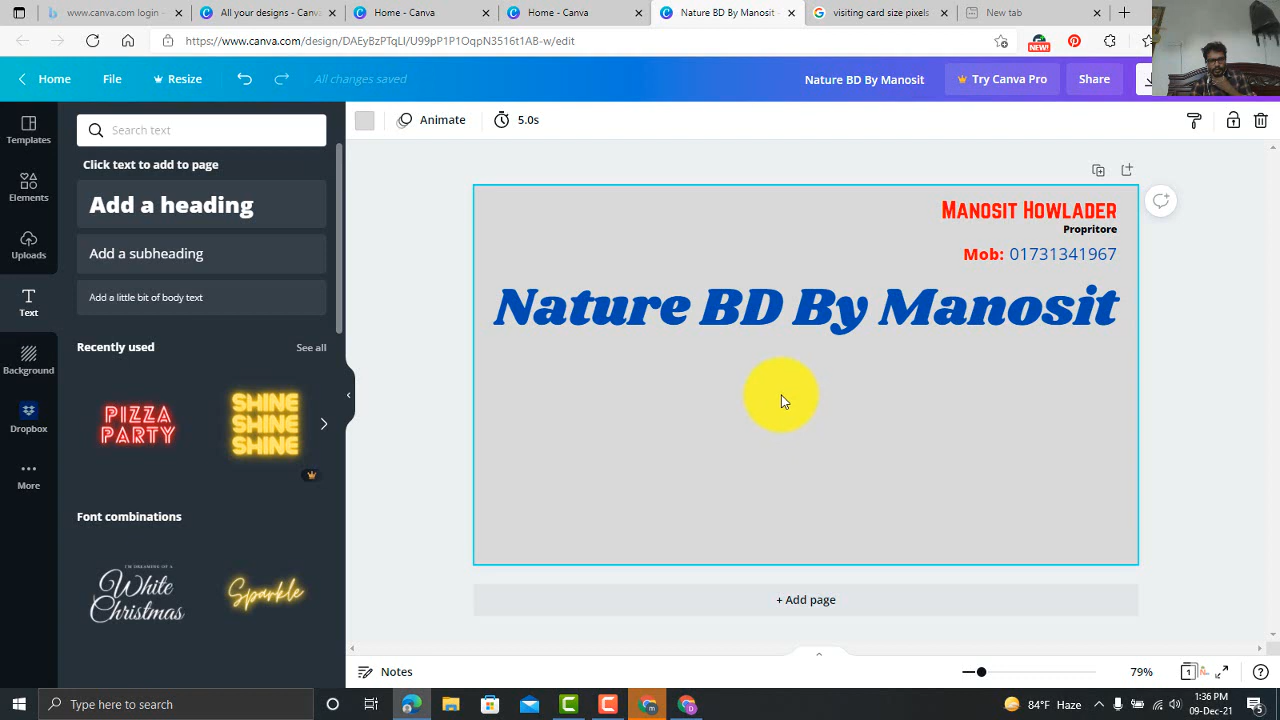 www.canva.com login -
All your designs - Canva
Home - Canva
Home - Canva
Nature BD By Manosit -
visiting card size pixels
New tab
https://www.canva.com/design/DAEyBzPTqLI/U99pP1P1OqpN3516t1AB-w/edit
NEW!
Home
File
Resize
All changes saved
Nature BD By Manosit
Try Canva Pro
Share
Templates
Elements
Uploads
Text
Background
Dropbox
More
Search text
Click text to add to page
Add a heading
Add a subheading
Add a little bit of body text
Recently used
See all
PIZZA
PARTY
SHINE
SHINE
SHINE
Font combinations
I'M DREAMING OF A
White
Christmas
Sparkle
Animate
5.0s
Manosit Howlader
Propritore
Mob: 01731341967
Nature BD By Manosit
+ Add page
Notes
79%
1
Type here to search
84°F Haze
1:36 PM
09-Dec-21